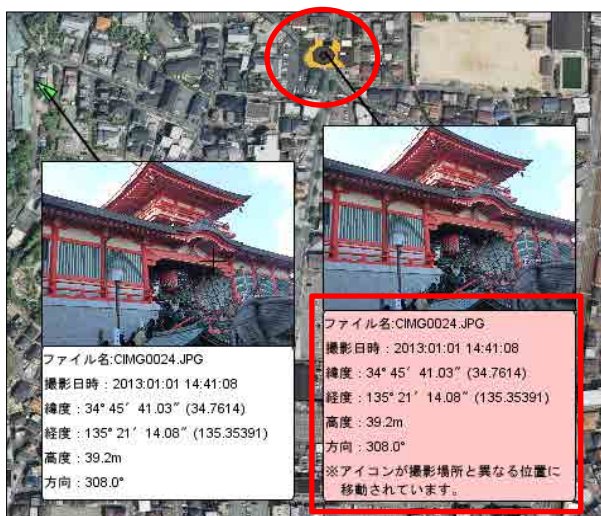 ファイル名:CIMG0024.JPG
撮影日時：2013:01:01 14:41:08
緯度：34° 45′ 41.03″ (34.7614)
経度：135° 21′ 14.08″ (135.35391)
高度：39.2m
方向：308.0°
ファイル名:CIMG0024.JPG
撮影日時：2013:01:01 14:41:08
緯度：34° 45′ 41.03″ (34.7614)
経度：135° 21′ 14.08″ (135.35391)
高度：39.2m
方向：308.0°
※アイコンが撮影場所と異なる位置に
移動されています。